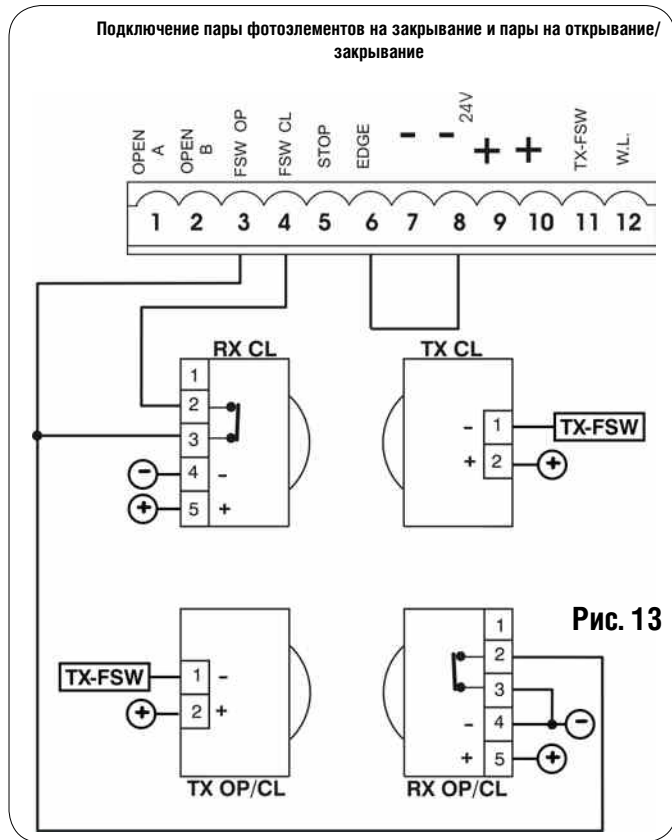 Подключение пары фотоэлементов на закрывание и пары на открывание/
закрывание
OPEN A
OPEN B
FSW OP
FSW CL
STOP
EDGE
-
-
24V
+
+
TX-FSW
W.L.
1 2 3 4 5 6 7 8 9 10 11 12
RX CL
1
2
3
4 -
5 +
-
+
TX CL
- 1
+ 2
TX-FSW
+
Рис. 13
TX-FSW
+
1 -
2 +
TX OP/CL
1
2
3
- 4
+ 5
-
+
RX OP/CL